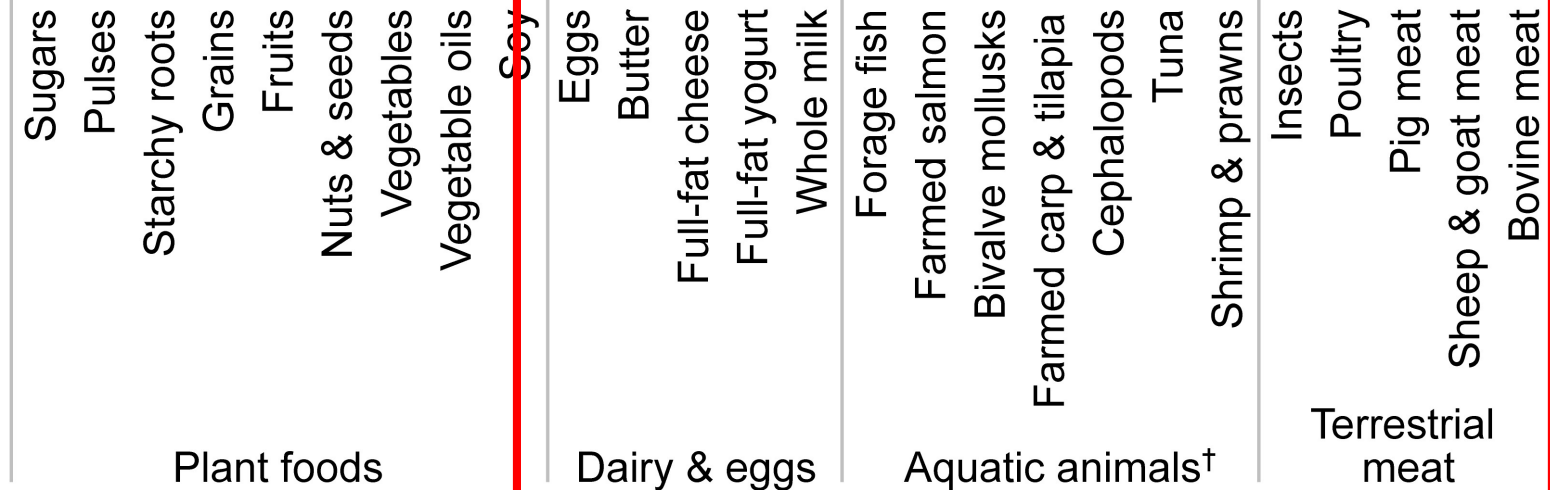 Sugars
Pulses
Starchy roots
Grains
Fruits
Nuts & seeds
Vegetables
Vegetable oils
Soy
Eggs
Butter
Full-fat cheese
Full-fat yogurt
Whole milk
Forage fish
Farmed salmon
Bivalve mollusks
Farmed carp & tilapia
Cephalopods
Tuna
Shrimp & prawns
Insects
Poultry
Pig meat
Sheep & goat meat
Bovine meat
Plant foods
Dairy & eggs
Aquatic animals†
Terrestrial
meat